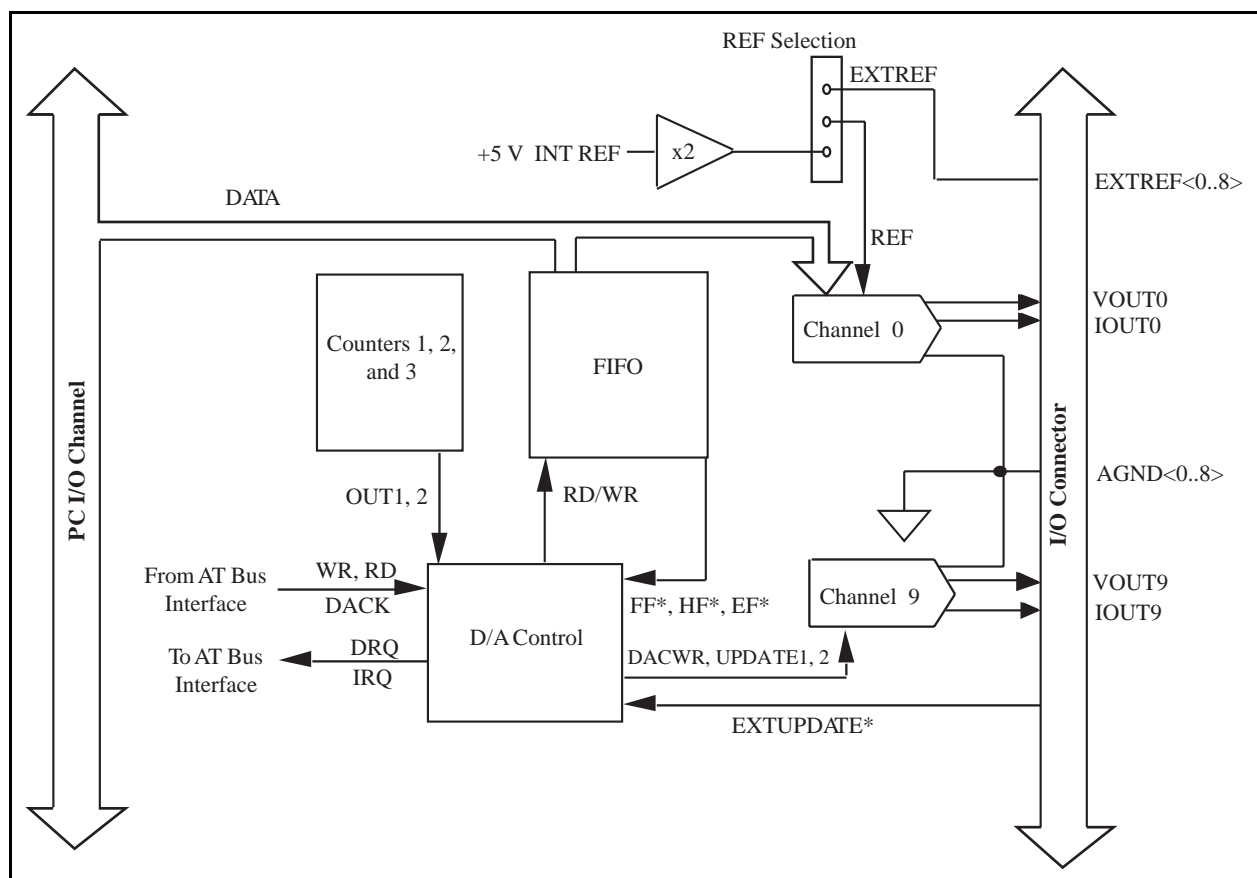 REF Selection
EXTREF
x2
+5 V INT REF
EXTREF<0..8>
DATA
REF
VOUT0
IOUT0
Channel 0
Counters 1, 2,
and 3
FIFO
PC I/O Channel
I/O Connector
AGND<0..8>
OUT1, 2
RD/WR
From AT Bus
Interface
WR, RD
DACK
FF*, HF*, EF*
Channel 9
VOUT9
IOUT9
D/A Control
To AT Bus
Interface
DRQ
IRQ
DACWR, UPDATE1, 2
EXTUPDATE*